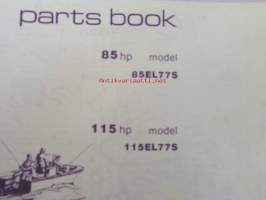 parts book
85 hp model
85EL77S
Antikvariaatti.net
115 hp model
115EL77S